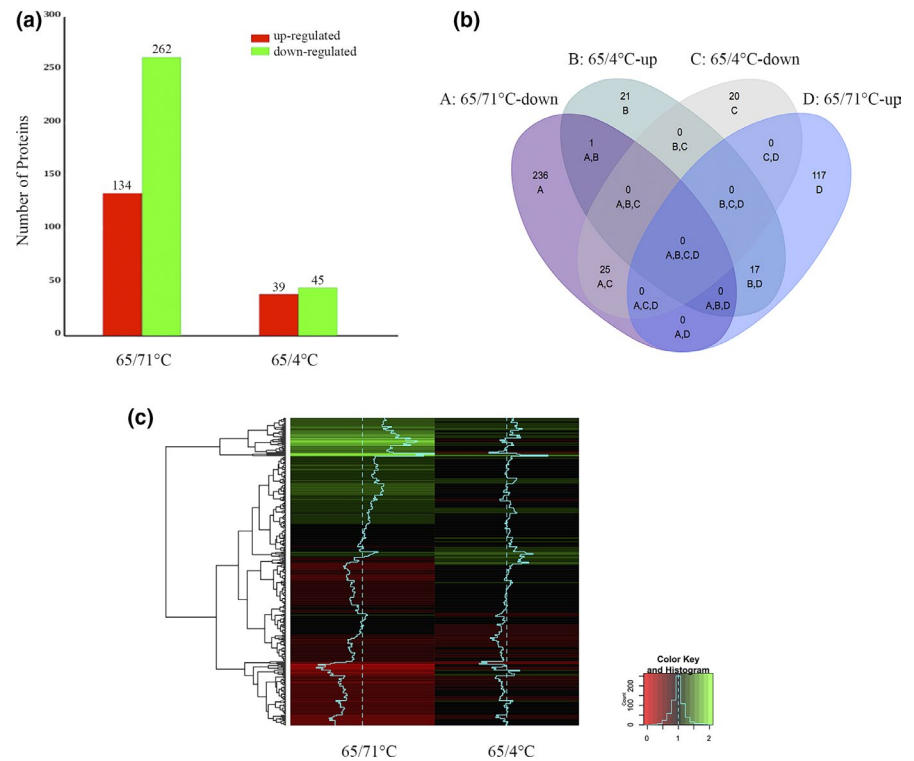 (a)
300
250
200
150
100
50
0
Number of Proteins
134
262
39
45
65/71°C
65/4°C
up-regulated
down-regulated
(b)
B: 65/4°C-up
C: 65/4°C-down
A: 65/71°C-down
D: 65/71°C-up
21
B
20
C
0
B,C
1
A,B
0
C,D
236
A
117
D
0
A,B,C
0
B,C,D
0
A,B,C,D
25
A,C
17
B,D
0
A,C,D
0
A,B,D
0
A,D
(c)
65/71°C
65/4°C
Color Key
and Histogram
Count
0 100 200
0 1 2